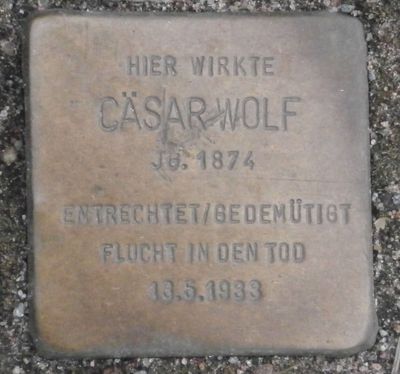 HIER WIRKTE
CÄSAR WOLF
JG. 1874
ENTRECHTET/GEDEMÜTIGT
FLUCHT IN DEN TOD
13.5.1933